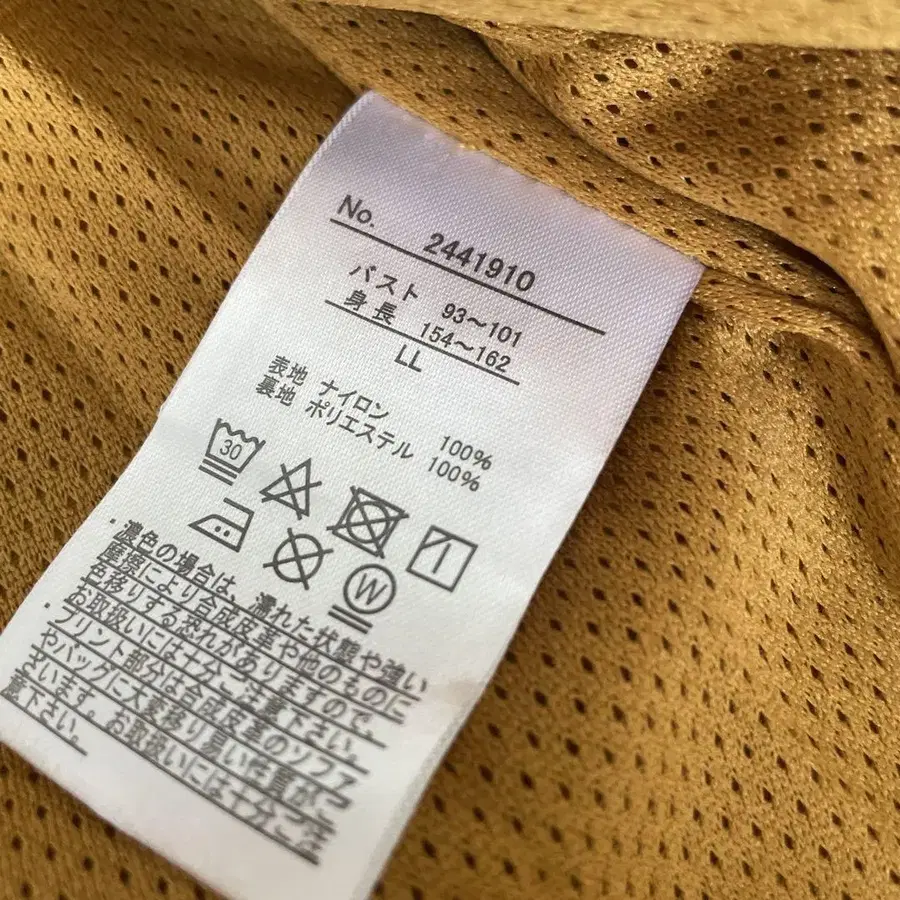 No. 2441910
バスト 93～101
身長 154～162
LL
表地 ナイロン 100%
裏地 ポリエステル 100%
30
W
・濃色の場合は、濡れた状態や強い
摩擦により合成皮革や他のものに
色移りする恐れがありますので、
お取扱いには十分ご注意下さい。
・プリント部分は合成皮革のソファ
やバッグに大変移り易い性質がご
ざいます。お取扱いには十分ご注
意下さい。